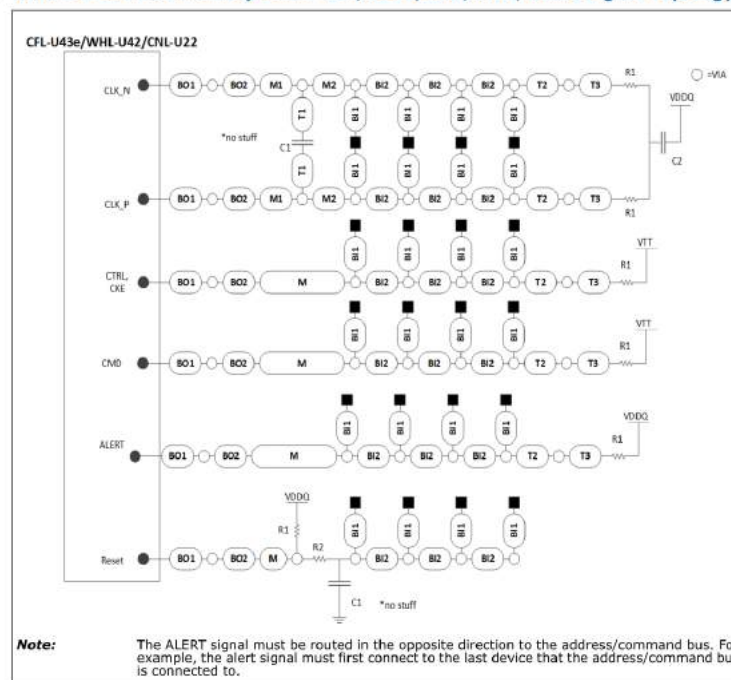 CFL-U43e/WHL-U42/CNL-U22
CLK_N BO1 BO2 M1 M2 BI2 BI2 BI2 T2 T3 R1
=VIA
VDDQ
T1 BI1 BI1 BI1 BI1
*no stuff
C1
C2
T1 BI1 BI1 BI1 BI1
CLK_P BO1 BO2 M1 M2 BI2 BI2 BI2 T2 T3 R1
VTT
BI1 BI1 BI1 BI1
CTRL,
CKE
BO1 BO2 M BI2 BI2 BI2 T2 T3 R1
VTT
BI1 BI1 BI1 BI1
CMD BO1 BO2 M BI2 BI2 BI2 T2 T3 R1
VDDQ
BI1 BI1 BI1 BI1
ALERT BO1 BO2 M BI2 BI2 BI2 T2 T3 R1
VDDQ
R1
BI1 BI1 BI1 BI1
Reset BO1 BO2 M R2 BI2 BI2 BI2
C1 *no stuff
Note: The ALERT signal must be routed in the opposite direction to the address/command bus. Fo
example, the alert signal must first connect to the last device that the address/command bu
is connected to.